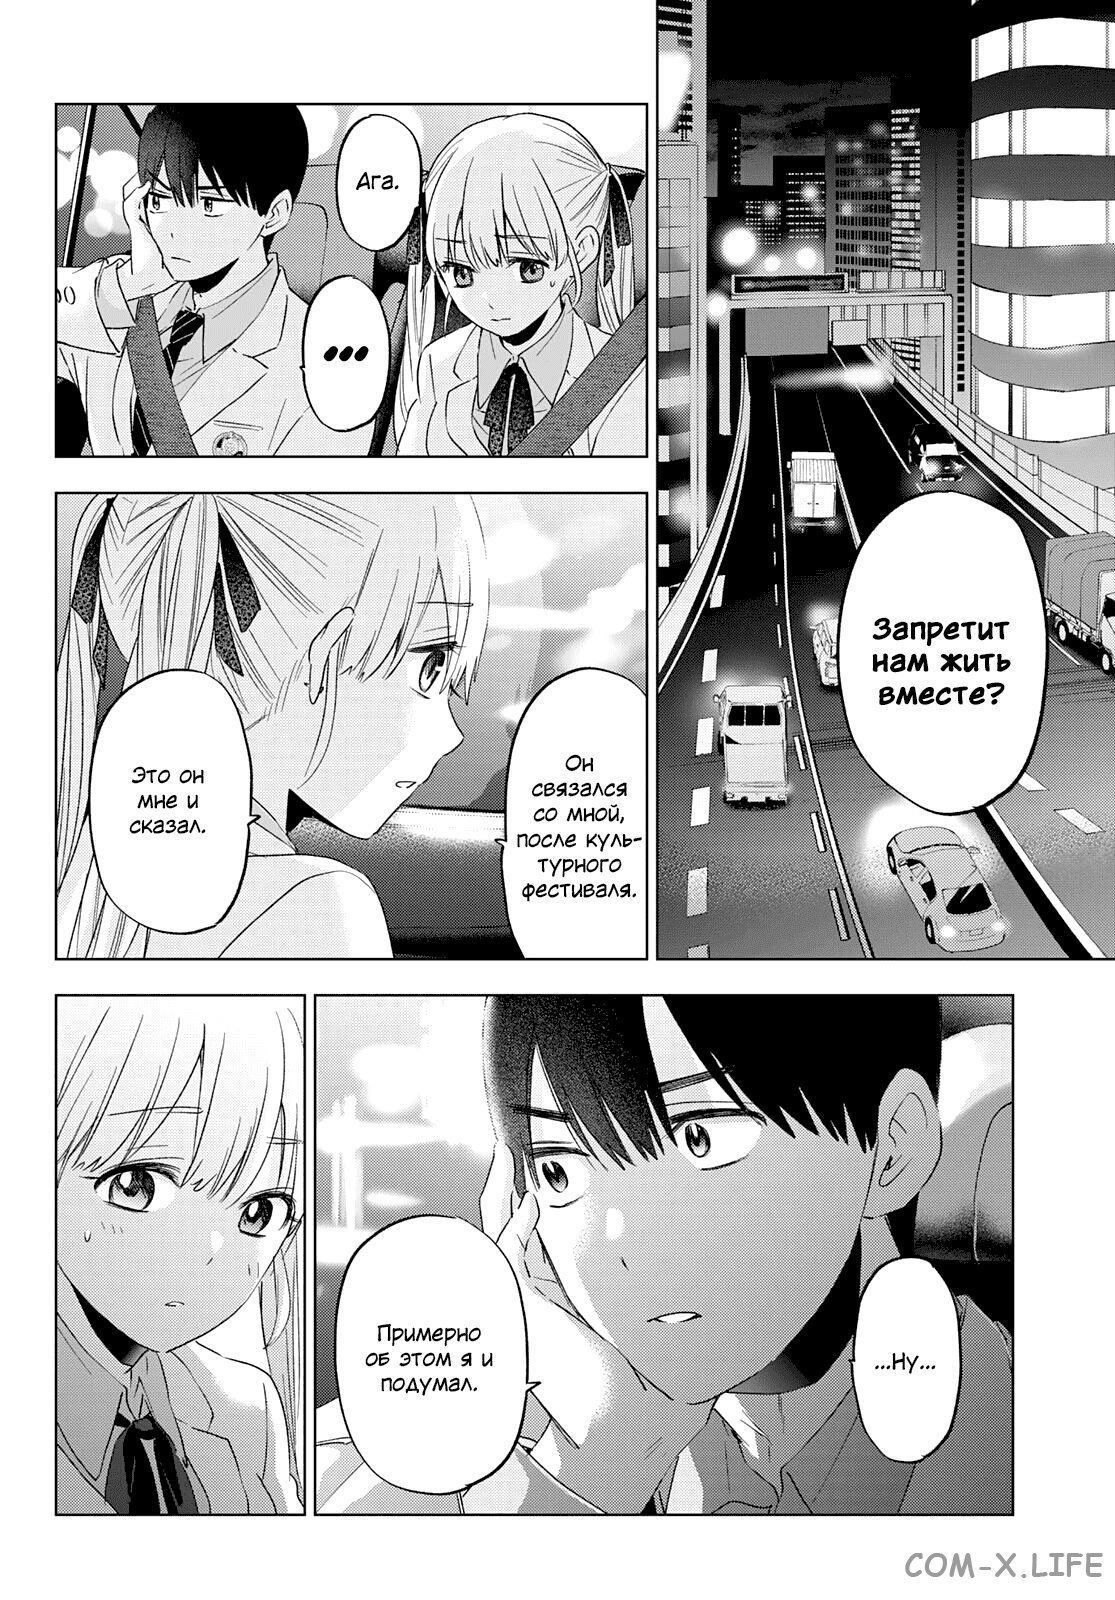 Запретит
нам жить
вместе?
Ага.
...
Он
связался
со мной,
после куль-
турного
фестиваля.
Это он
мне и
сказал.
...Ну...
Примерно
об этом я и
подумал.
COM-X.LIFE